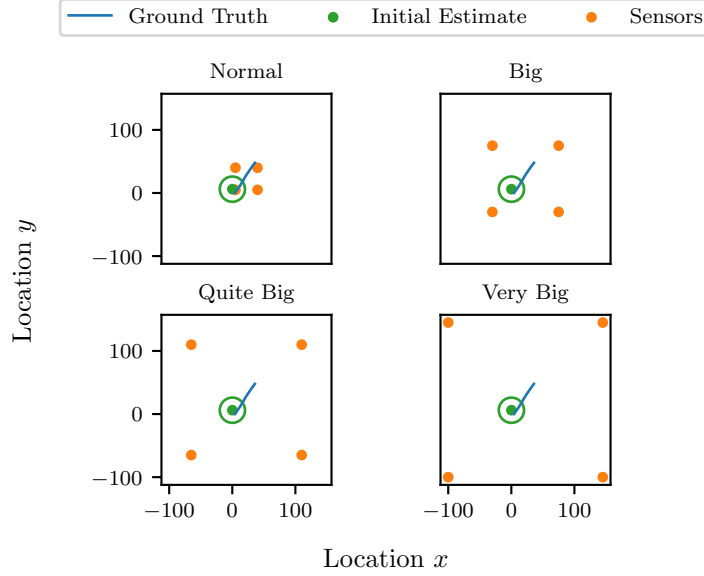 Ground Truth Initial Estimate Sensors
Normal Big
100
0
−100
Quite Big Very Big
100
0
−100
−100 0 100 −100 0 100
Location y
Location x